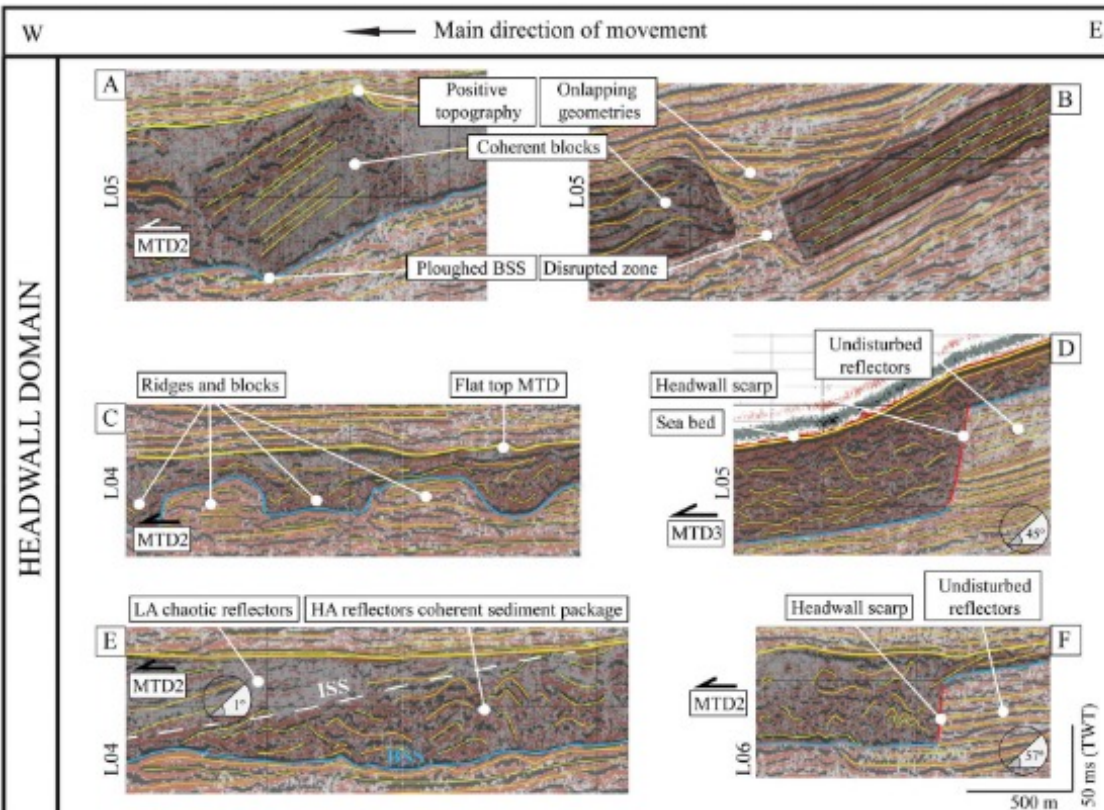 W
Main direction of movement
E
HEADWALL DOMAIN
A
Positive
topography
Onlapping
geometries
B
Coherent blocks
L05
L05
MTD2
Ploughed BSS
Disrupted zone
Undisturbed
reflectors
D
Ridges and blocks
Flat top MTD
Headwall scarp
C
Sea bed
L04
L05
MTD2
MTD3
45°
LA chaotic reflectors
HA reflectors coherent sediment package
Undisturbed
reflectors
Headwall scarp
E
F
MTD2
ISS
1°
MTD2
BSS
L04
L06
57°
50 ms (TWT)
500 m